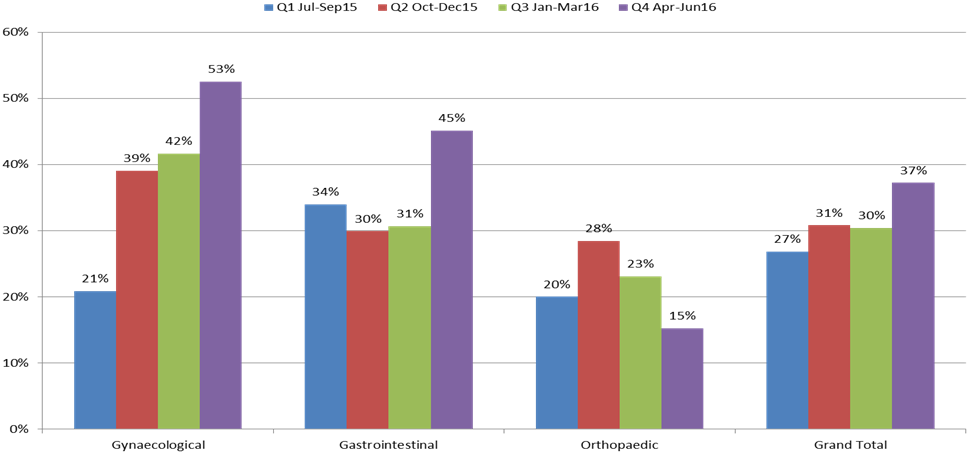 Q1 Jul-Sep15 Q2 Oct-Dec15 Q3 Jan-Mar16 Q4 Apr-Jun16
60%
50%
40%
30%
20%
10%
0%
21% 39% 42% 53%
34% 30% 31% 45%
20% 28% 23% 15%
27% 31% 30% 37%
Gynaecological Gastrointestinal Orthopaedic Grand Total